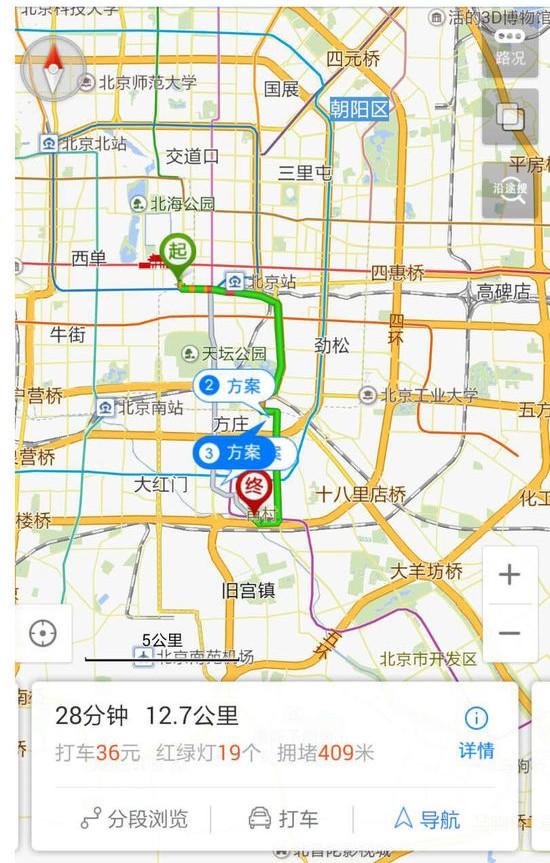 北京科技大学
活的3D博物馆
路况
四元桥
北京师范大学
国展
朝阳区
北京北站
交道口
三里屯
平房
沿途搜
北海公园
起
西单
北京站
四惠桥
高碑店
牛街
四环
劲松
天坛公园
2 方案
户营桥
北京工业大学
北京南站
五方
方庄
3 方案
案
营桥
终
大红门
十八里店桥
化工
楼桥
大羊坊桥
旧宫镇
五环
5公里
北京南苑机场
北京市开发区
28分钟 12.7公里
打车36元 红绿灯19个 拥堵409米
详情
分段浏览
打车
导航